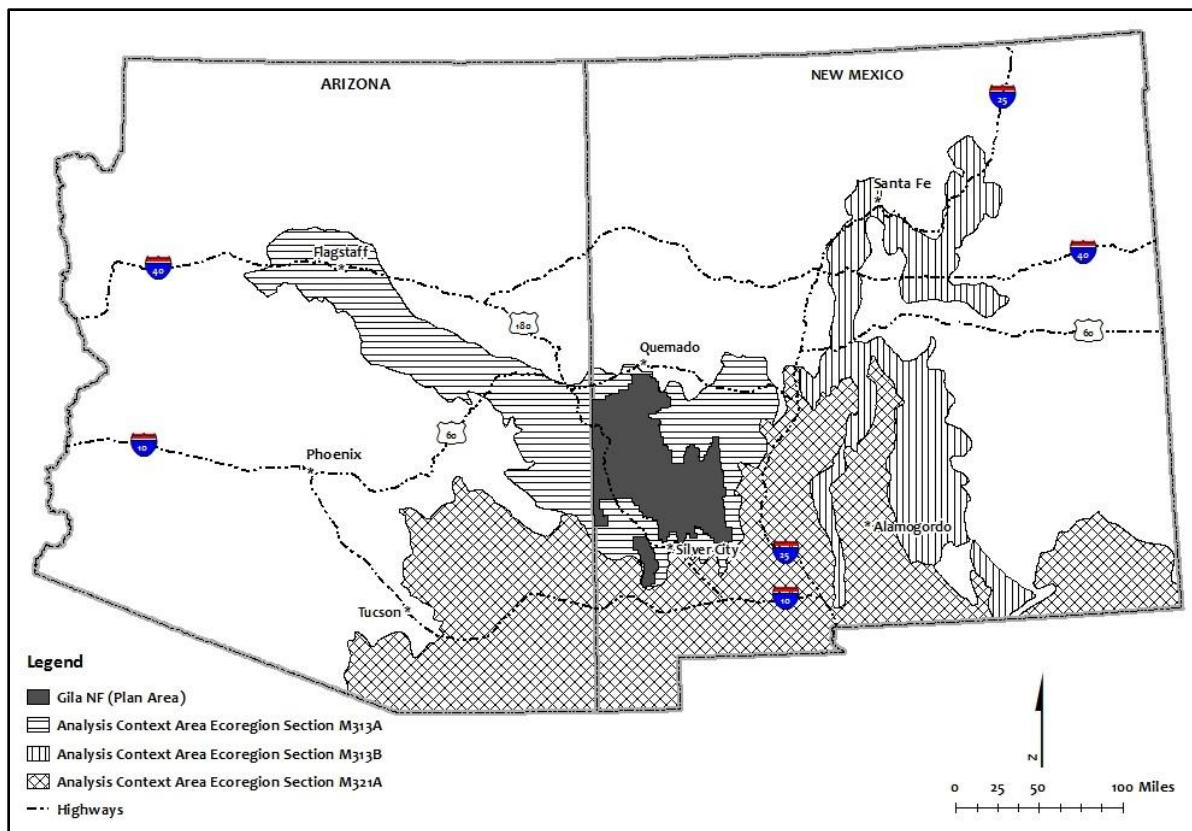 ARIZONA
NEW MEXICO
25
Santa Fe
Flagstaff
40
40
180
60
Quemado
60
10
Phoenix
Alamogordo
Silver City
25
10
Tucson
Legend
Gila NF (Plan Area)
Analysis Context Area Ecoregion Section M313A
Analysis Context Area Ecoregion Section M313B
Analysis Context Area Ecoregion Section M321A
Highways
N
0 25 50 100 Miles